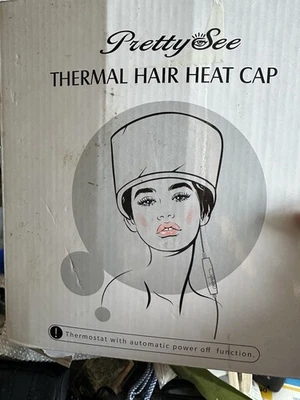 PrettySee
THERMAL HAIR HEAT CAP
! Thermostat with automatic power off function.